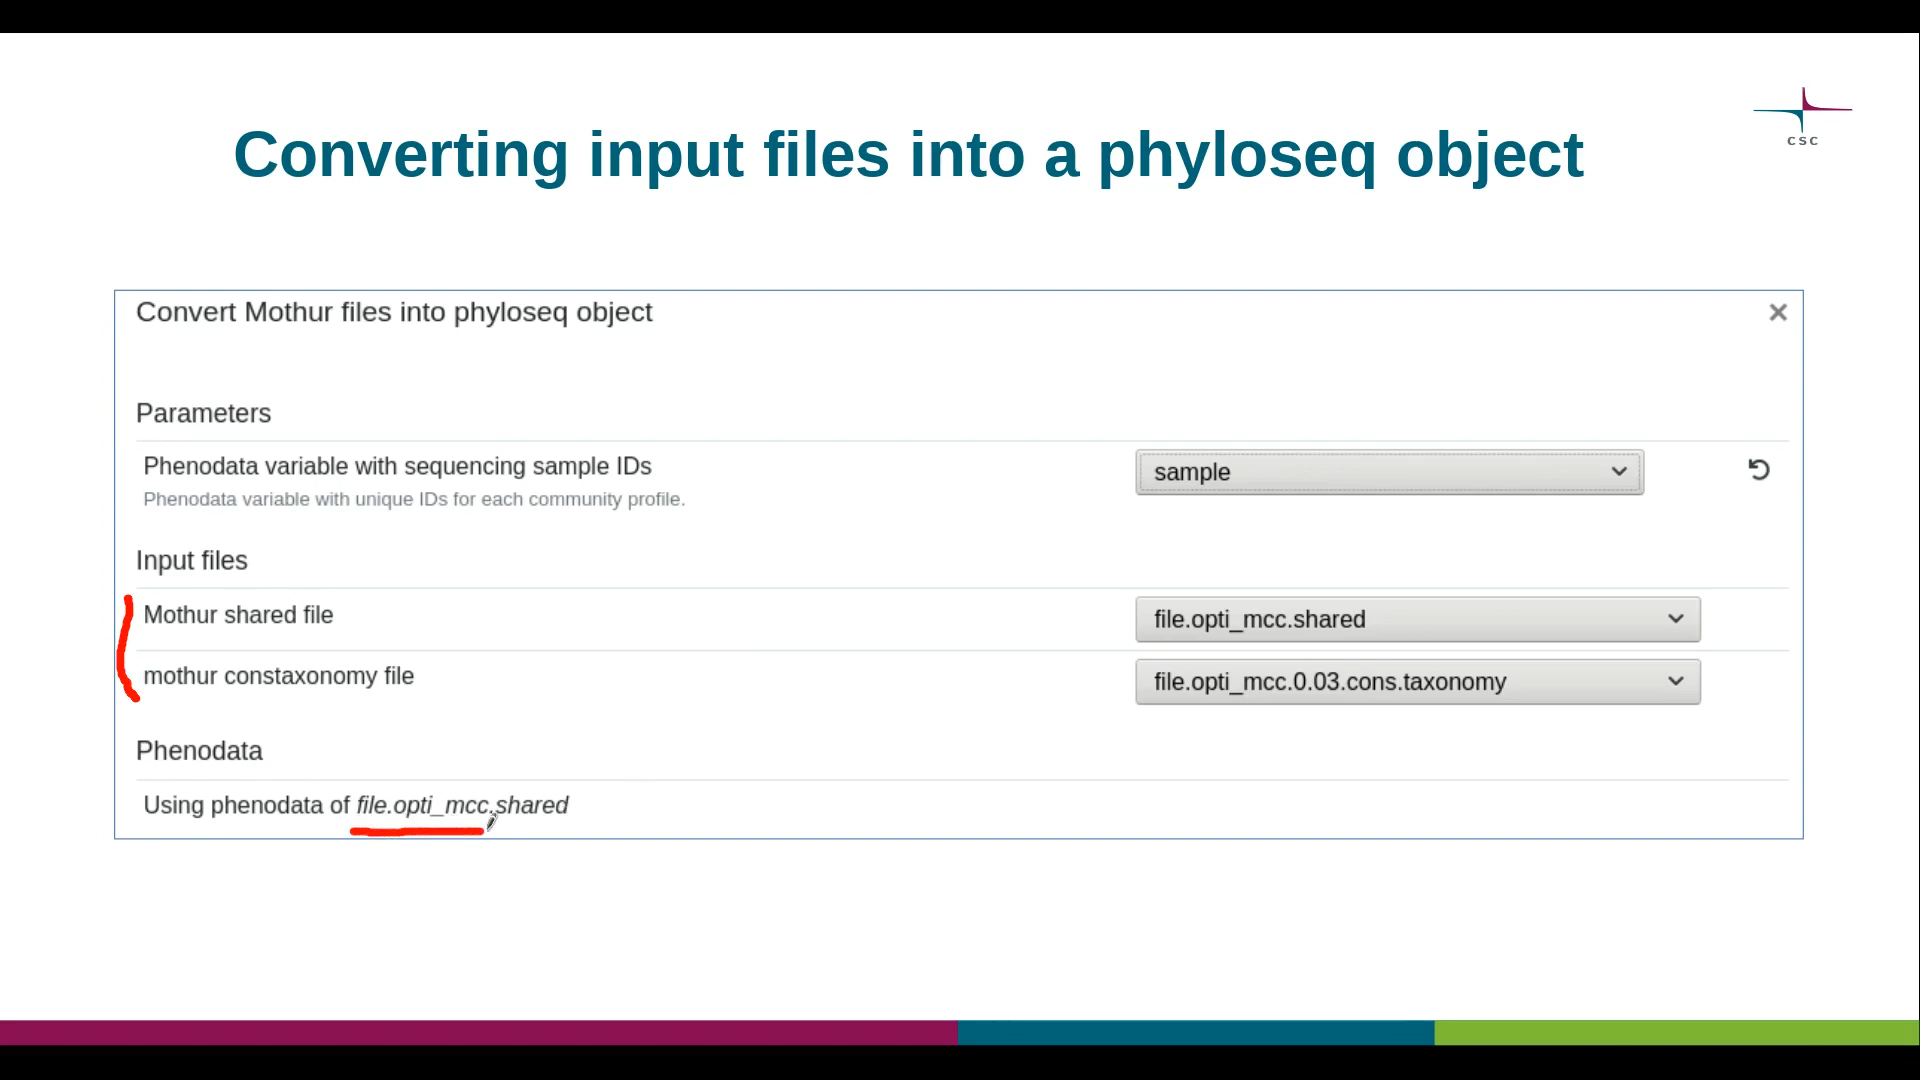 Converting input files into a phyloseq object
CSC
Convert Mothur files into phyloseq object
Parameters
Phenodata variable with sequencing sample IDs
sample
Phenodata variable with unique IDs for each community profile.
Input files
Mothur shared file
file.opti_mcc.shared
mothur constaxonomy file
file.opti_mcc.0.03.cons.taxonomy
Phenodata
Using phenodata of file.opti_mcc.shared